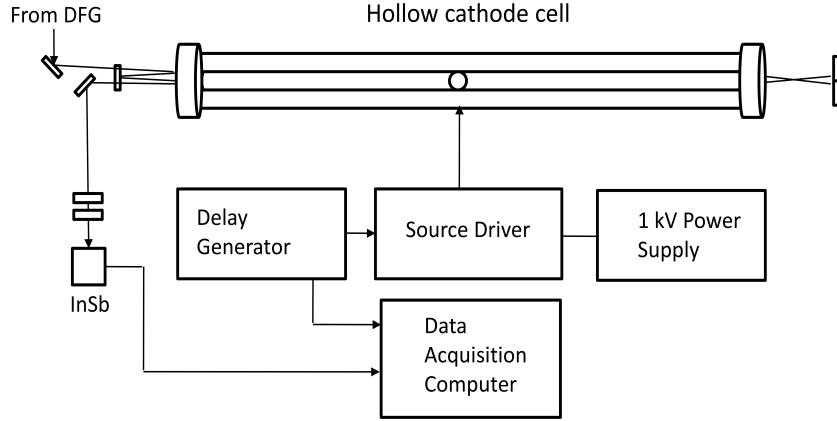 Hollow cathode cell
From DFG
Delay
Generator
Source Driver
1 kV Power
Supply
InSb
Data
Acquisition
Computer